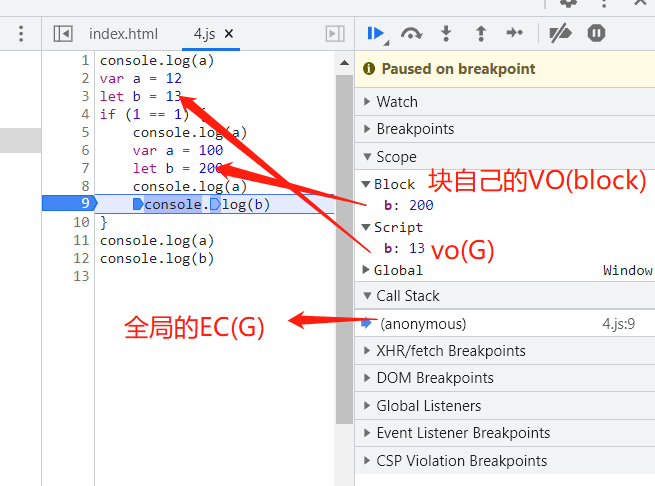 index.html
4.js ×
1 console.log(a)
2 var a = 12
3 let b = 13
4 if (1 == 1) {
5 console.log(a)
6 var a = 100
7 let b = 200
8 console.log(a)
9 console.log(b)
10 }
11 console.log(a)
12 console.log(b)
13
Paused on breakpoint
Watch
Breakpoints
Scope
Block
块自己的VO(block)
b: 200
Script
b: 13
vo(G)
Global Window
Call Stack
全局的EC(G)
(anonymous) 4.js:9
XHR/fetch Breakpoints
DOM Breakpoints
Global Listeners
Event Listener Breakpoints
CSP Violation Breakpoints